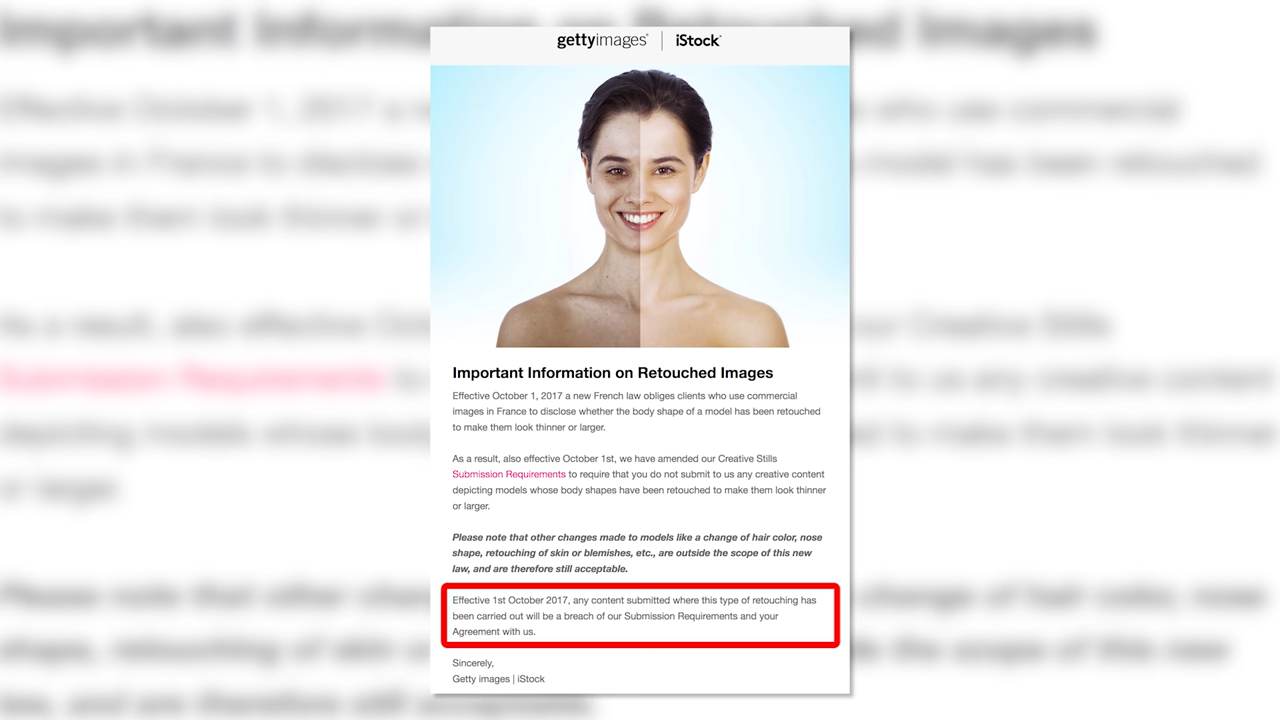 gettyimages® | iStock™
Important Information on Retouched Images
Effective October 1, 2017 a new French law obliges clients who use commercial
images in France to disclose whether the body shape of a model has been retouched
to make them look thinner or larger.
As a result, also effective October 1st, we have amended our Creative Stills
Submission Requirements to require that you do not submit to us any creative content
depicting models whose body shapes have been retouched to make them look thinner
or larger.
Please note that other changes made to models like a change of hair color, nose
shape, retouching of skin or blemishes, etc., are outside the scope of this new
law, and are therefore still acceptable.
Effective 1st October 2017, any content submitted where this type of retouching has
been carried out will be a breach of our Submission Requirements and your
Agreement with us.
Sincerely,
Getty images | iStock